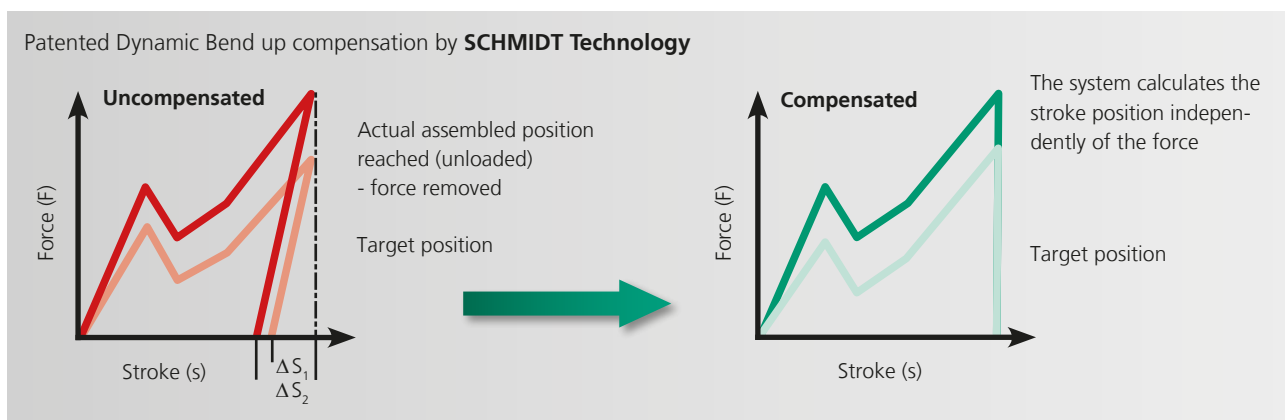 Patented Dynamic Bend up compensation by SCHMIDT Technology
Uncompensated
Force (F)
Stroke (s)
ΔS₁
ΔS₂
Actual assembled position
reached (unloaded)
- force removed
Target position
Compensated
Force (F)
Stroke (s)
The system calculates the
stroke position indepen-
dently of the force
Target position